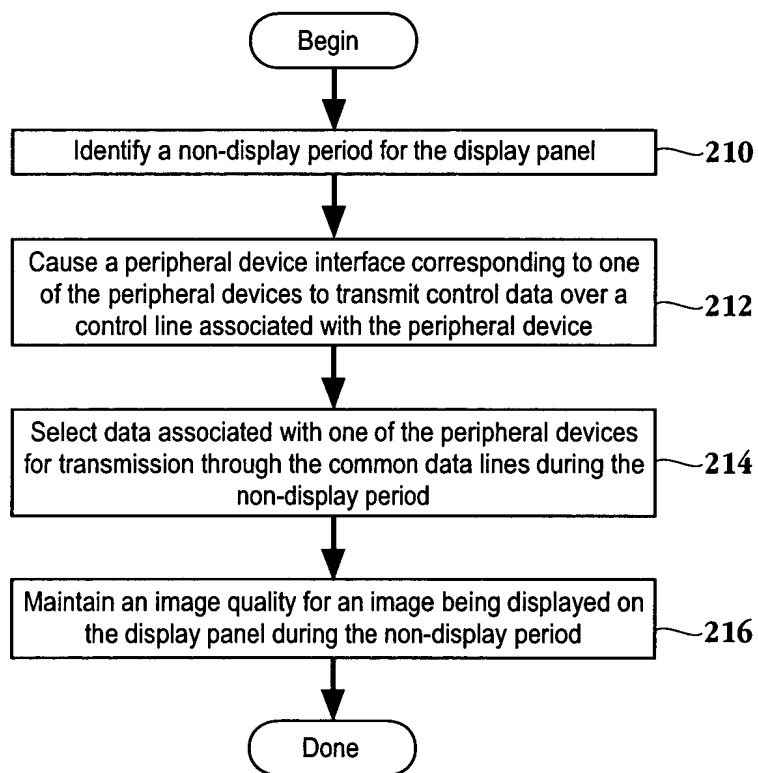 Begin
Identify a non-display period for the display panel
210
Cause a peripheral device interface corresponding to one
of the peripheral devices to transmit control data over a
control line associated with the peripheral device
212
Select data associated with one of the peripheral devices
for transmission through the common data lines during the
non-display period
214
Maintain an image quality for an image being displayed on
the display panel during the non-display period
216
Done